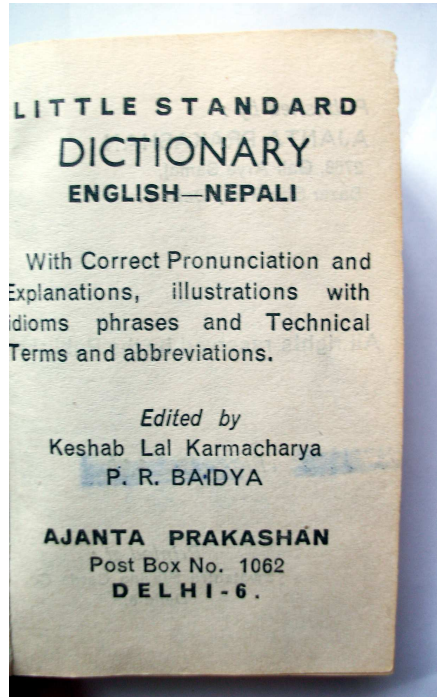 LITTLE STANDARD
DICTIONARY
ENGLISH—NEPALI
With Correct Pronunciation and
Explanations, illustrations with
idioms phrases and Technical
Terms and abbreviations.
Edited by
Keshab Lal Karmacharya
P. R. BAIDYA
AJANTA PRAKASHAN
Post Box No. 1062
DELHI-6.